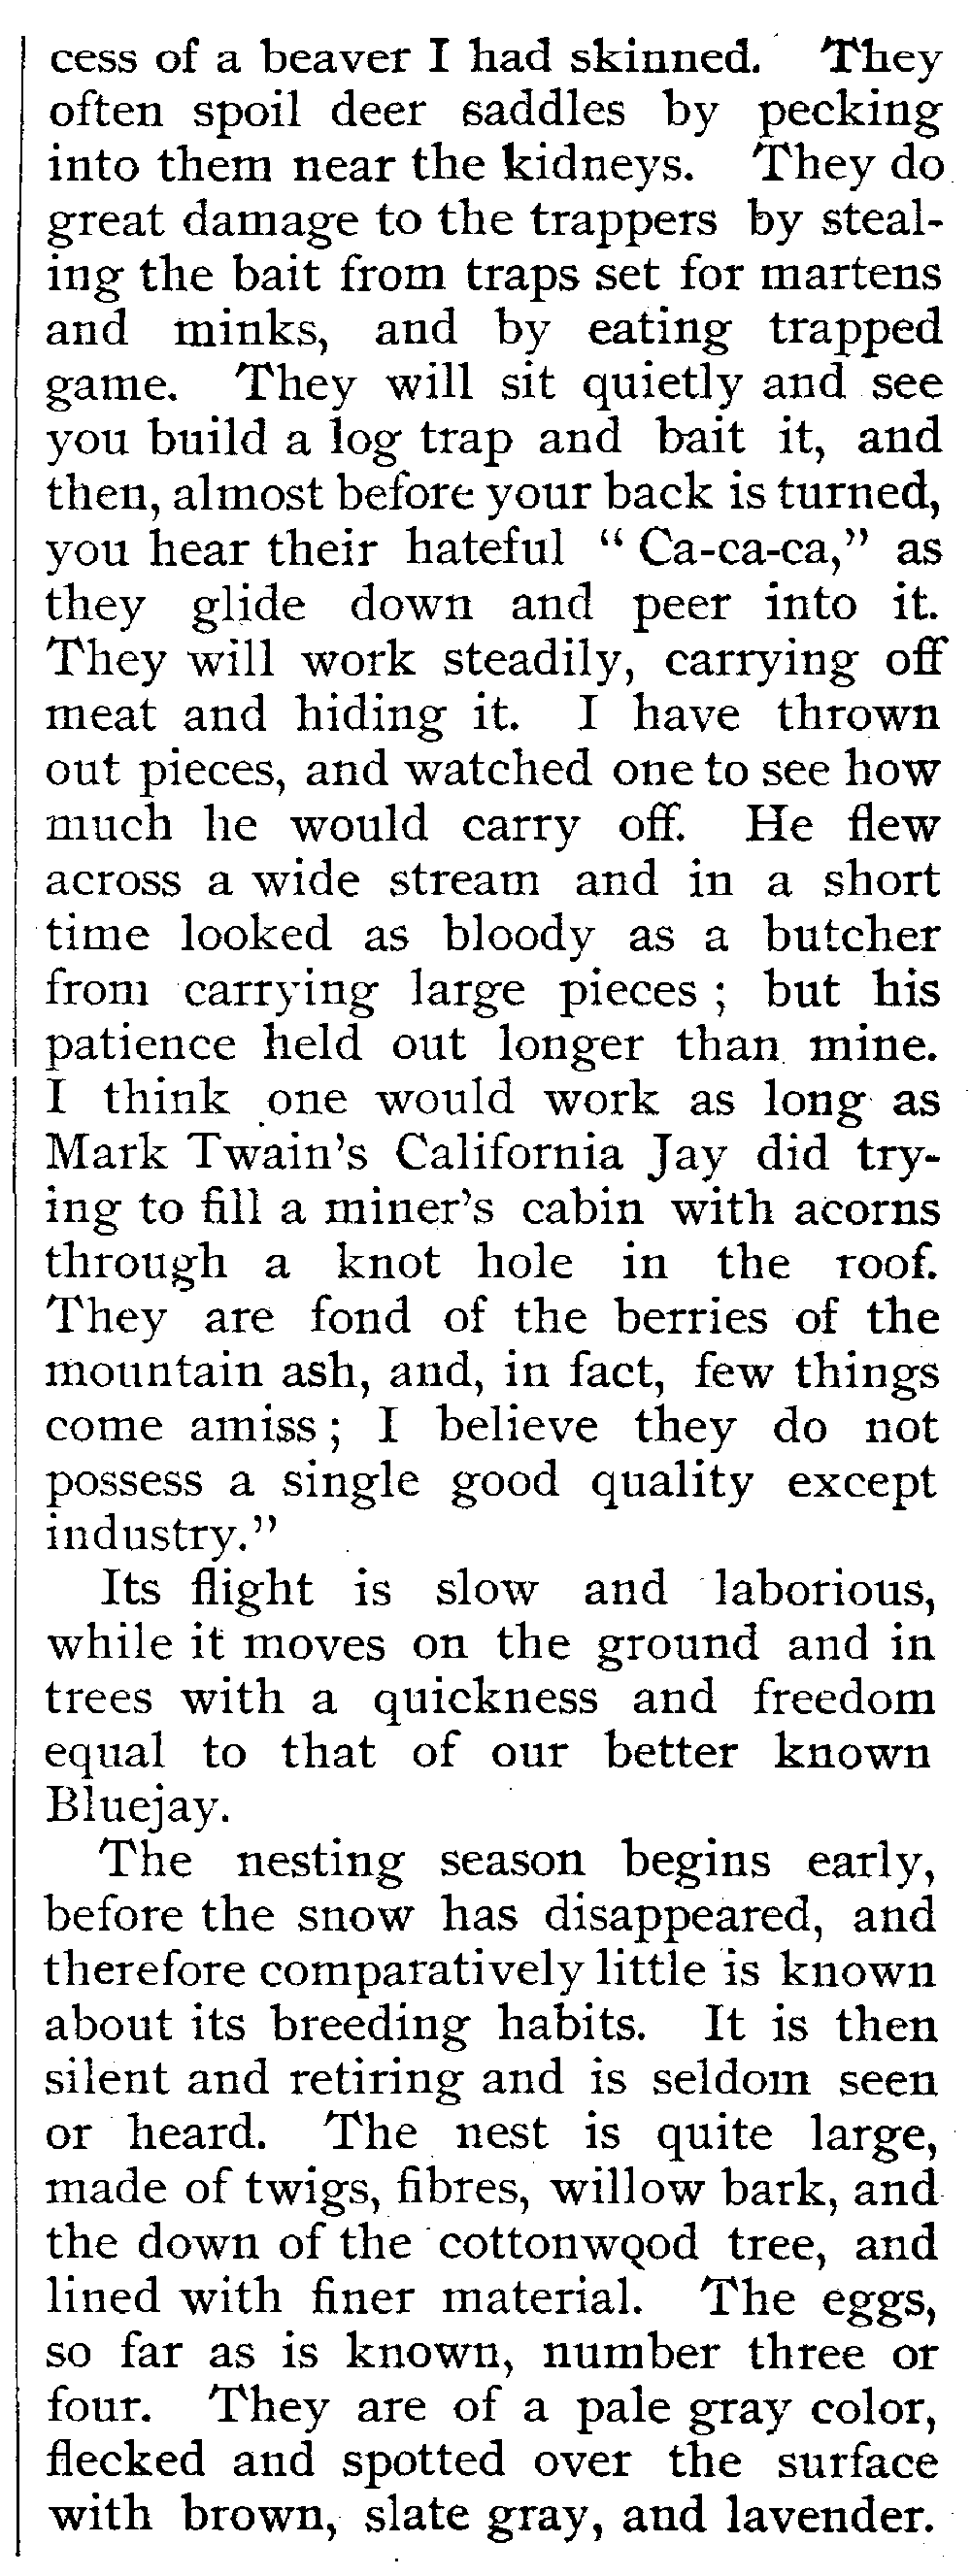 cess of a beaver I had skinned. They
often spoil deer saddles by pecking
into them near the kidneys. They do
great damage to the trappers by steal-
ing the bait from traps set for martens
and minks, and by eating trapped
game. They will sit quietly and see
you build a log trap and bait it, and
then, almost before your back is turned,
you hear their hateful “Ca-ca-ca,” as
they glide down and peer into it.
They will work steadily, carrying off
meat and hiding it. I have thrown
out pieces, and watched one to see how
much he would carry off. He flew
across a wide stream and in a short
time looked as bloody as a butcher
from carrying large pieces; but his
patience held out longer than mine.
I think one would work as long as
Mark Twain's California Jay did try-
ing to fill a miner's cabin with acorns
through a knot hole in the roof.
They are fond of the berries of the
mountain ash, and, in fact, few things
come amiss; I believe they do not
possess a single good quality except
industry.”
Its flight is slow and laborious,
while it moves on the ground and in
trees with a quickness and freedom
equal to that of our better known
Bluejay.
The nesting season begins early,
before the snow has disappeared, and
therefore comparatively little is known
about its breeding habits. It is then
silent and retiring and is seldom seen
or heard. The nest is quite large,
made of twigs, fibres, willow bark, and
the down of the cottonwood tree, and
lined with finer material. The eggs,
so far as is known, number three or
four. They are of a pale gray color,
flecked and spotted over the surface
with brown, slate gray, and lavender.